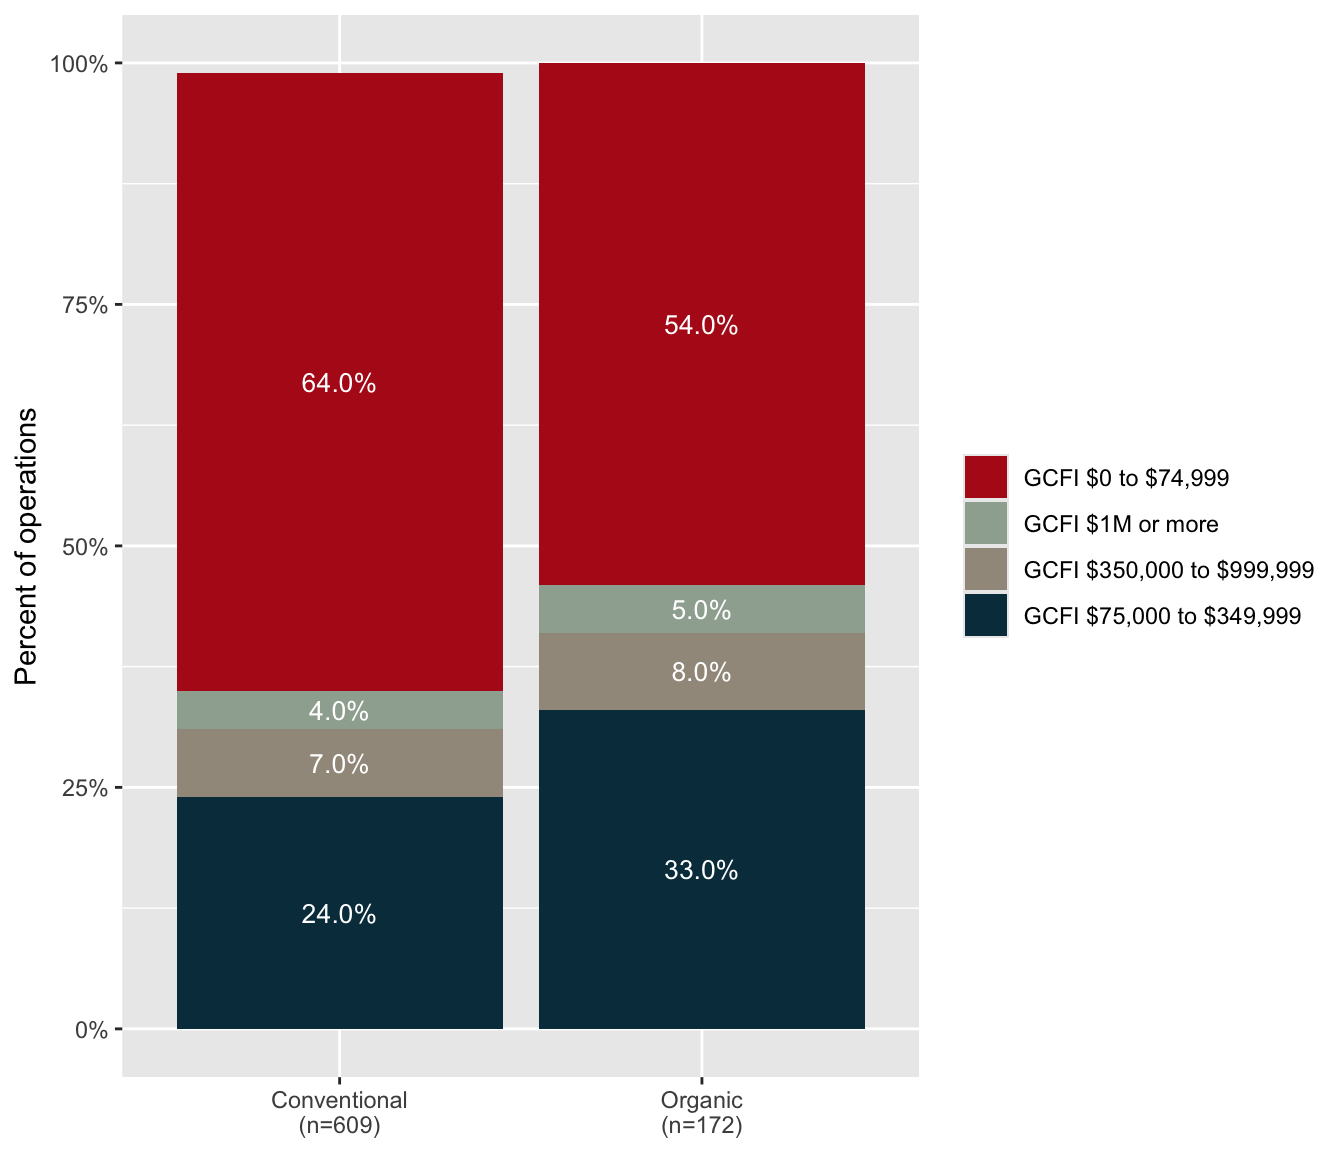 Percent of operations
100%
75%
50%
25%
0%
64.0%
4.0%
7.0%
24.0%
54.0%
5.0%
8.0%
33.0%
Conventional
(n=609)
Organic
(n=172)
GCFI $0 to $74,999
GCFI $1M or more
GCFI $350,000 to $999,999
GCFI $75,000 to $349,999